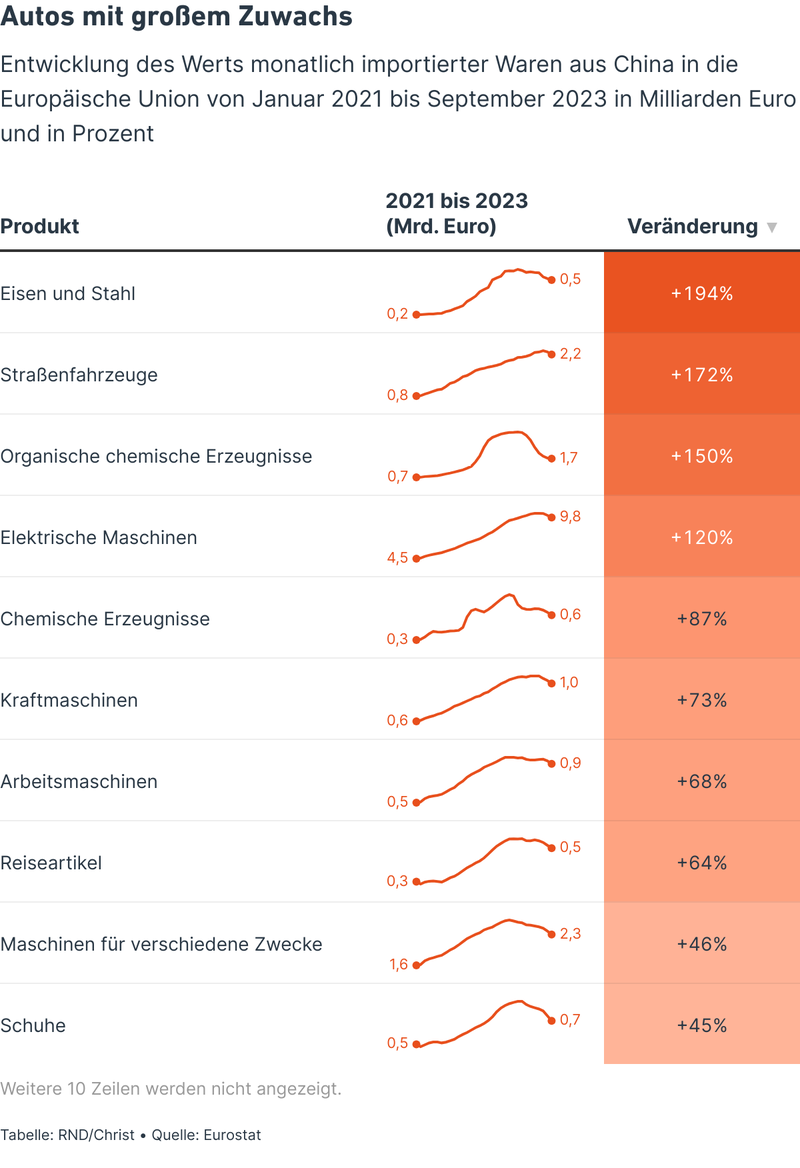 Autos mit großem Zuwachs
Entwicklung des Werts monatlich importierter Waren aus China in die
Europäische Union von Januar 2021 bis September 2023 in Milliarden Euro
und in Prozent
2021 bis 2023
Produkt (Mrd. Euro) Veränderung ▼
Eisen und Stahl 0,2 0,5 +194%
Straßenfahrzeuge 0,8 2,2 +172%
Organische chemische Erzeugnisse 0,7 1,7 +150%
Elektrische Maschinen 4,5 9,8 +120%
Chemische Erzeugnisse 0,3 0,6 +87%
Kraftmaschinen 0,6 1,0 +73%
Arbeitsmaschinen 0,5 0,9 +68%
Reiseartikel 0,3 0,5 +64%
Maschinen für verschiedene Zwecke 1,6 2,3 +46%
Schuhe 0,5 0,7 +45%
Weitere 10 Zeilen werden nicht angezeigt.
Tabelle: RND/Christ • Quelle: Eurostat